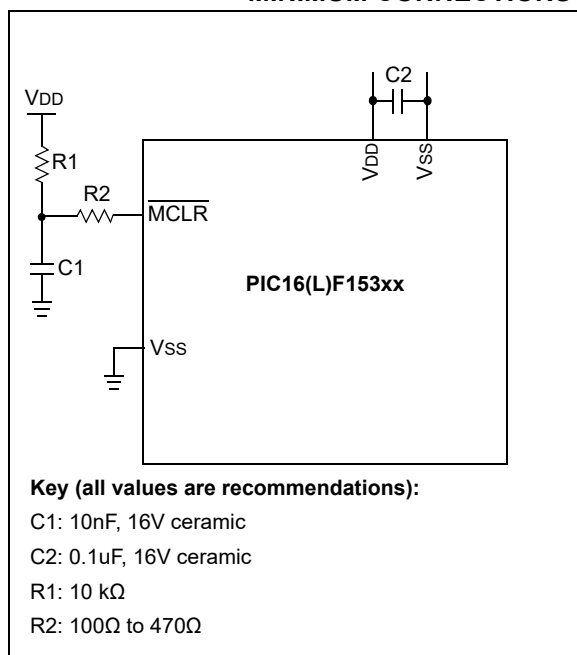 VDD
C2
R1
R2
VDD
VSS
MCLR
C1
PIC16(L)F153xx
VSS
Key (all values are recommendations):
C1: 10nF, 16V ceramic
C2: 0.1uF, 16V ceramic
R1: 10 kΩ
R2: 100Ω to 470Ω